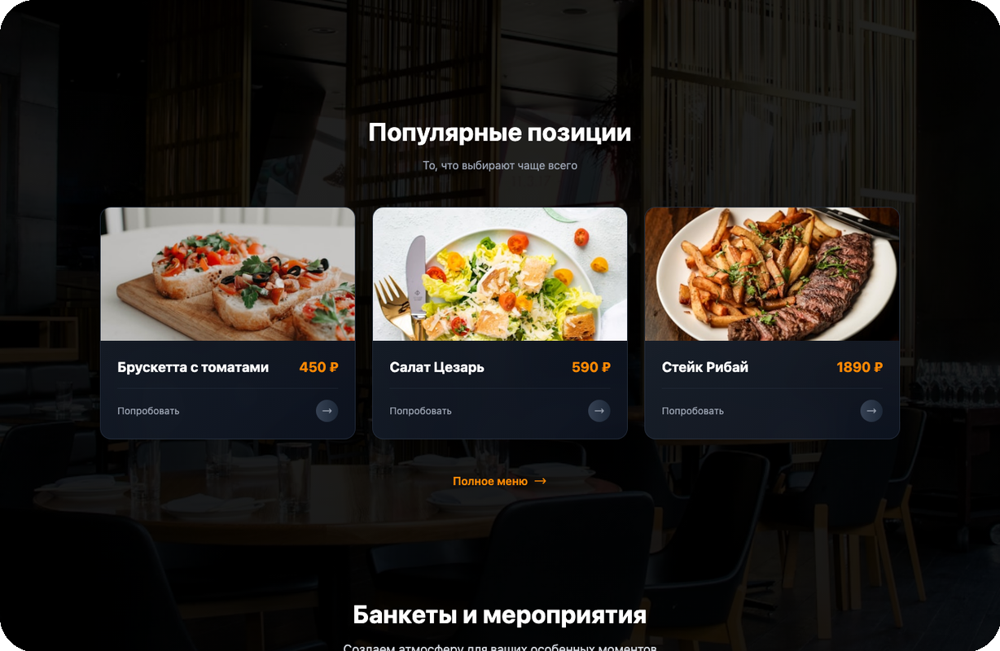 Популярные позиции
То, что выбирают чаще всего
Брускетта с томатами 450 ₽
Попробовать →
Салат Цезарь 590 ₽
Попробовать →
Стейк Рибай 1890 ₽
Попробовать →
Полное меню →
Банкеты и мероприятия
Создаем атмосферу для ваших особенных моментов